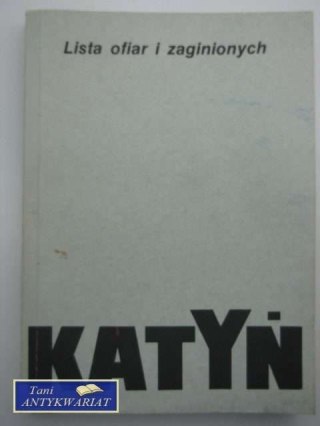 Lista ofiar i zaginionych
KATYŃ
Tani
ANTYKWARIAT